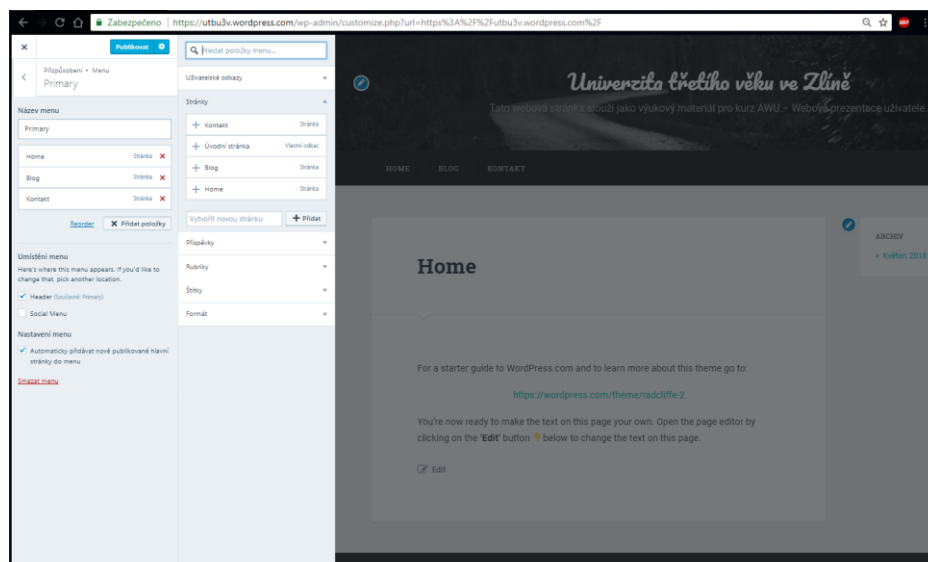 Zabezpečeno | https://utbu3v.wordpress.com/wp-admin/customize.php?url=https%3A%2F%2Futbu3v.wordpress.com%2F
Publikovat
Přizpůsobení • Menu
Primary
Název menu
Primary
Home Stránka
Blog Stránka
Kontakt Stránka
Reorder Přidat položky
Umístění menu
Here's where this menu appears. If you'd like to
change that, pick another location.
Header (Současně: Primary)
Social Menu
Nastavení menu
Automaticky přidávat nově publikované hlavní
stránky do menu
Smazat menu
Hledat položky menu...
Uživatelské odkazy
Stránky
Kontakt Stránka
Úvodní stránka Vlastní odkaz
Blog Stránka
Home Stránka
Vytvořit novou stránku Přidat
Příspěvky
Rubriky
Štítky
Formát
Univerzita třetího věku ve Zlíně
Tato webová stránka slouží jako výukový materiál pro kurz AWU – Webová prezentace uživatele.
HOME BLOG KONTAKT
Home
For a starter guide to WordPress.com and to learn more about this theme go to:
https://wordpress.com/theme/radcliffe-2
You're now ready to make the text on this page your own. Open the page editor by
clicking on the 'Edit' button 👇 below to change the text on this page.
Edit
ARCHIV
» Květen 2018